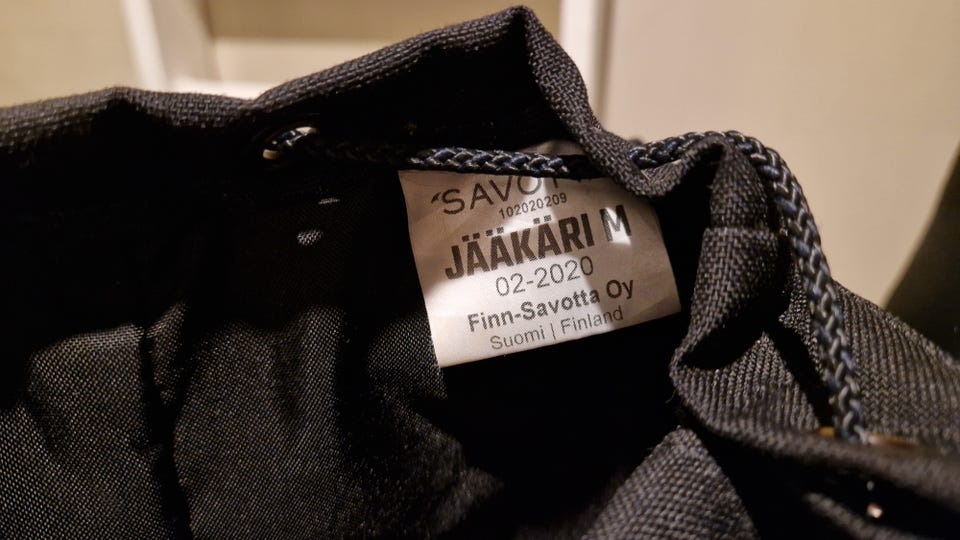 SAVOT
102020209
JÄÄKÄRI M
02-2020
Finn-Savotta Oy
Suomi | Finland